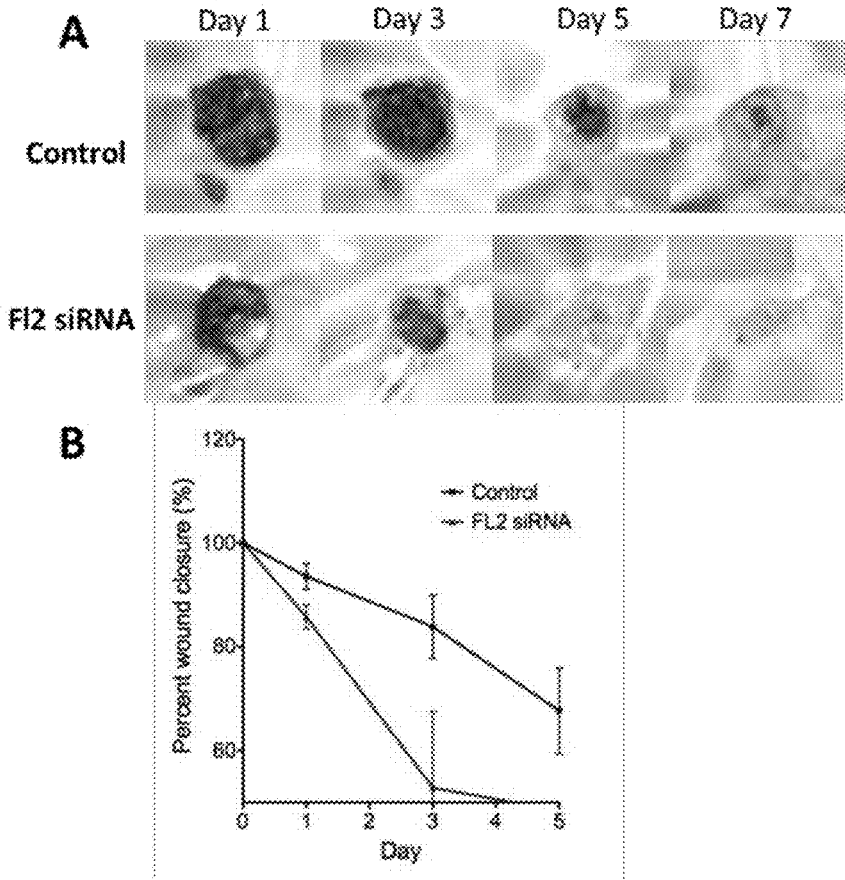 A
Day 1 Day 3 Day 5 Day 7
Control
Fl2 siRNA
B
Percent wound closure (%)
120
100
80
60
Control
FL2 siRNA
0 1 2 3 4 5
Day